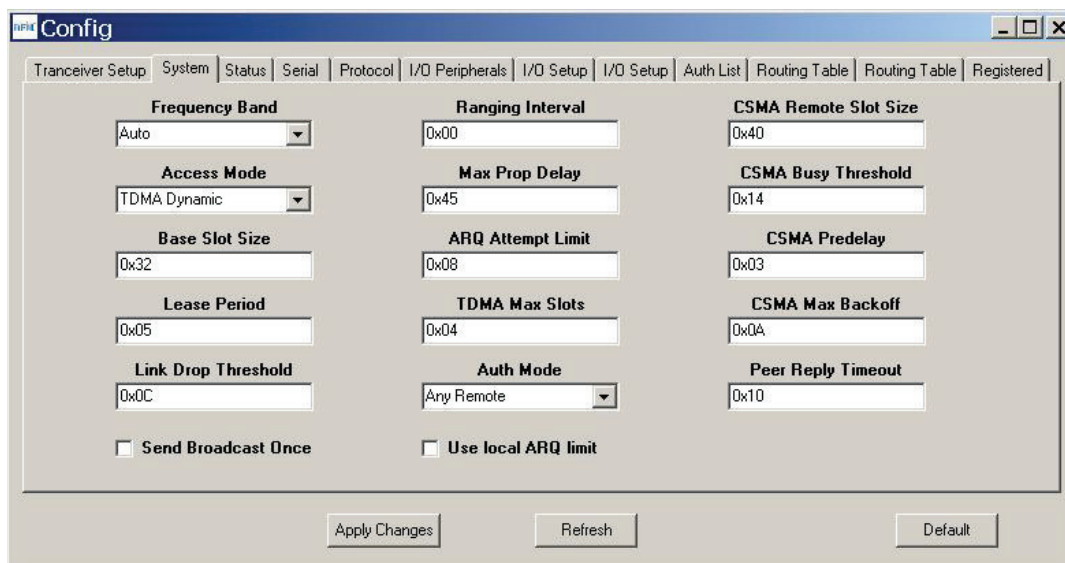 RFM Config
Tranceiver Setup System Status Serial Protocol I/O Peripherals I/O Setup I/O Setup Auth List Routing Table Routing Table Registered
Frequency Band Ranging Interval CSMA Remote Slot Size
Auto 0x00 0x40
Access Mode Max Prop Delay CSMA Busy Threshold
TDMA Dynamic 0x45 0x14
Base Slot Size ARQ Attempt Limit CSMA Predelay
0x32 0x08 0x03
Lease Period TDMA Max Slots CSMA Max Backoff
0x05 0x04 0x0A
Link Drop Threshold Auth Mode Peer Reply Timeout
0x0C Any Remote 0x10
Send Broadcast Once Use local ARQ limit
Apply Changes Refresh Default